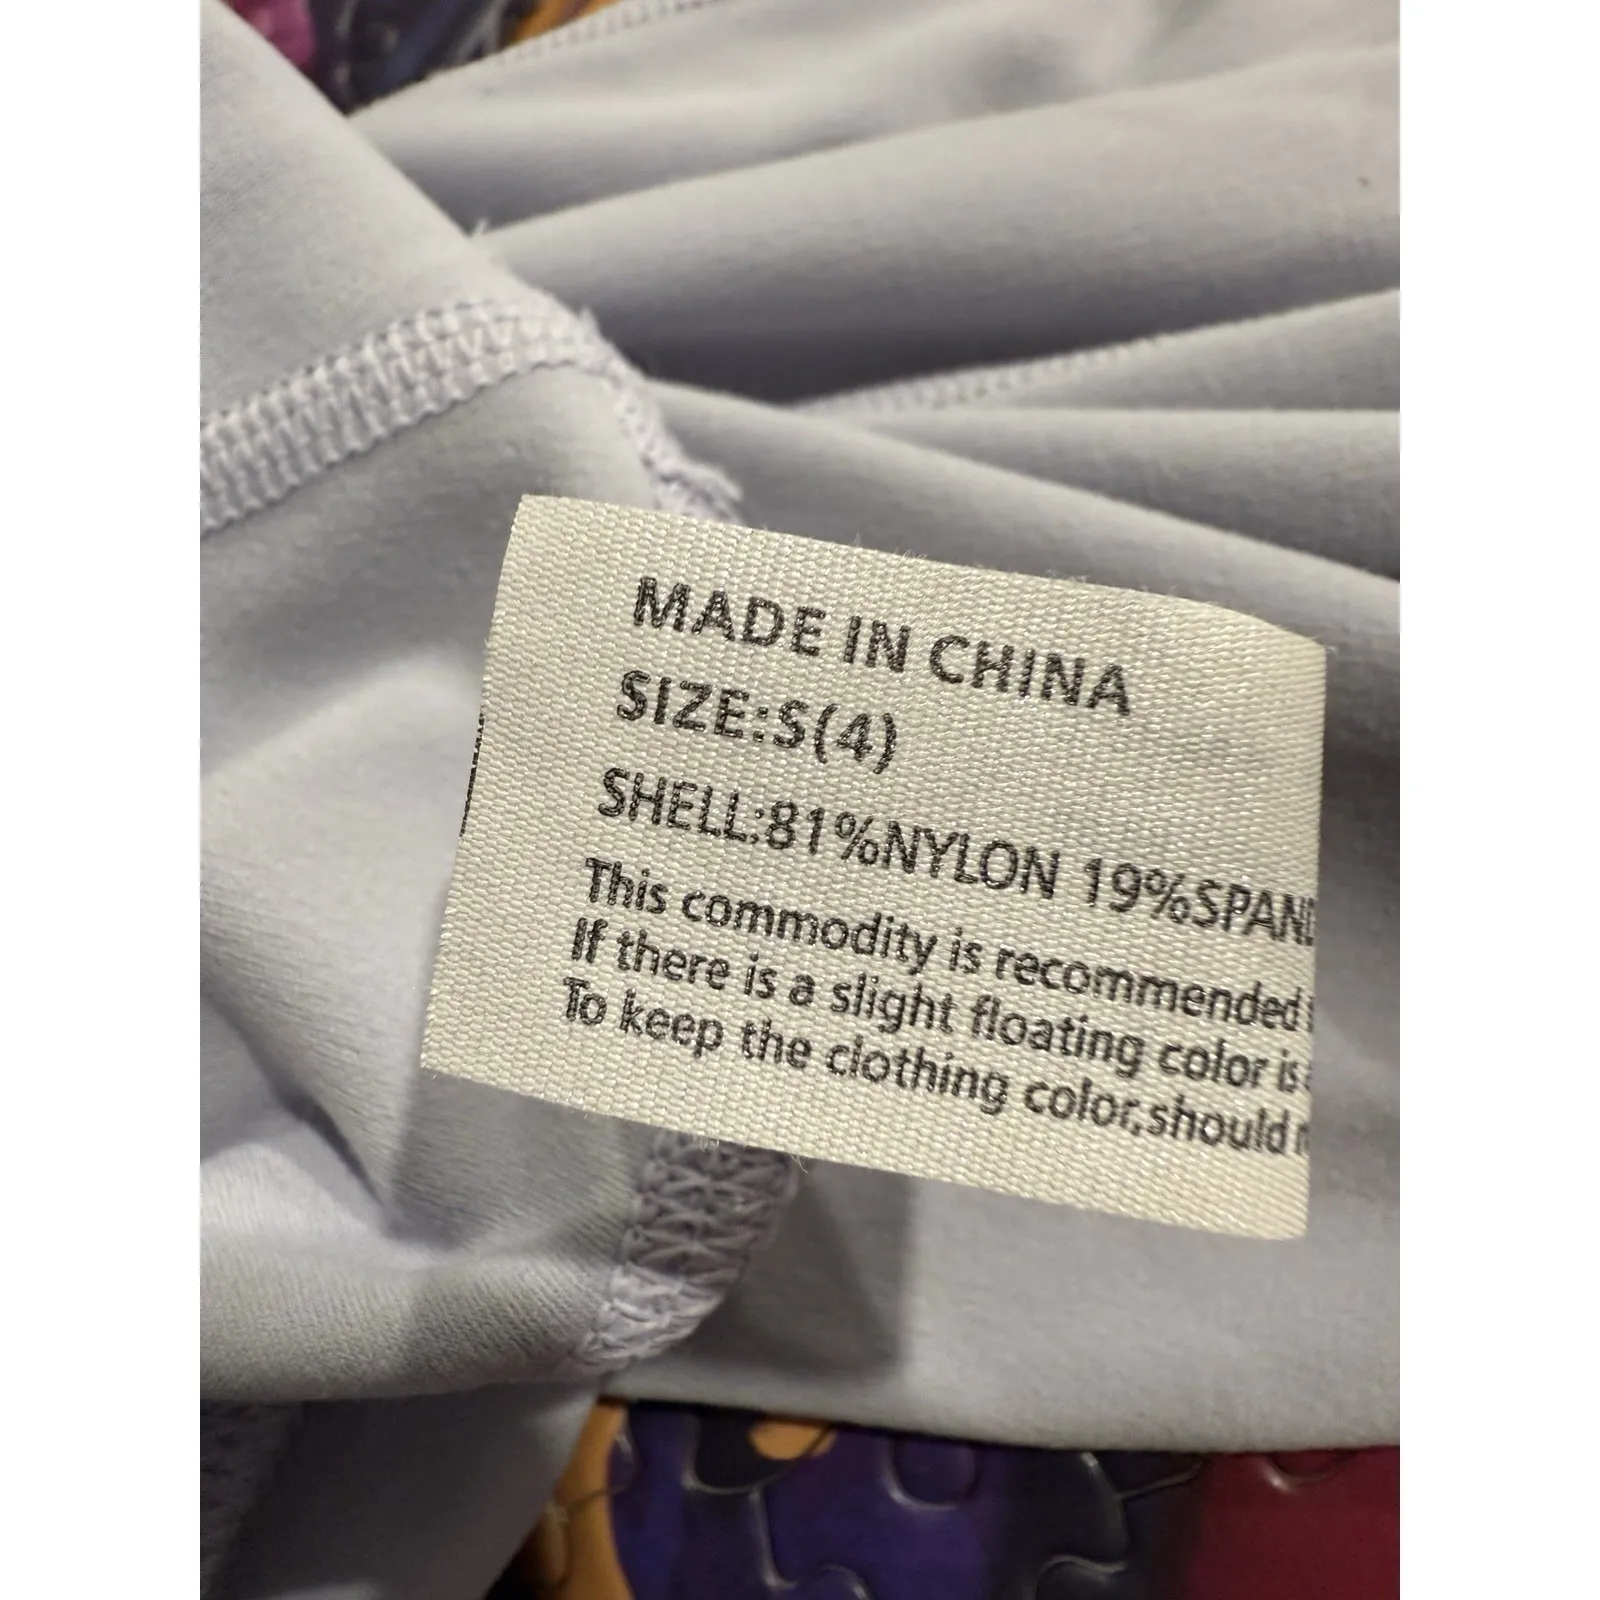 MADE IN CHINA
SIZE:S(4)
SHELL:81%NYLON 19%SPAND
This commodity is recommended
If there is a slight floating color is
To keep the clothing color,should